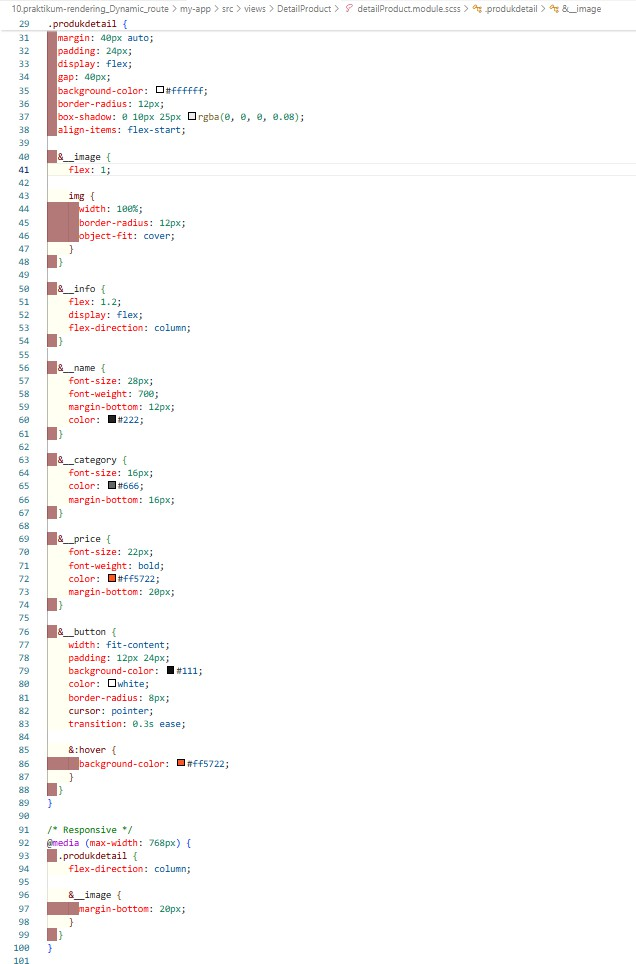 10.praktikum-rendering_Dynamic_route > my-app > src > views > DetailProduct > detailProduct.module.scss > .produkdetail > &__image
29 .produkdetail {
31 margin: 40px auto;
32 padding: 24px;
33 display: flex;
34 gap: 40px;
35 background-color: #ffffff;
36 border-radius: 12px;
37 box-shadow: 0 10px 25px rgba(0, 0, 0, 0.08);
38 align-items: flex-start;
39
40 &__image {
41 flex: 1;
42
43 img {
44 width: 100%;
45 border-radius: 12px;
46 object-fit: cover;
47 }
48 }
49
50 &__info {
51 flex: 1.2;
52 display: flex;
53 flex-direction: column;
54 }
55
56 &__name {
57 font-size: 28px;
58 font-weight: 700;
59 margin-bottom: 12px;
60 color: #222;
61 }
62
63 &__category {
64 font-size: 16px;
65 color: #666;
66 margin-bottom: 16px;
67 }
68
69 &__price {
70 font-size: 22px;
71 font-weight: bold;
72 color: #ff5722;
73 margin-bottom: 20px;
74 }
75
76 &__button {
77 width: fit-content;
78 padding: 12px 24px;
79 background-color: #111;
80 color: white;
81 border-radius: 8px;
82 cursor: pointer;
83 transition: 0.3s ease;
84
85 &:hover {
86 background-color: #ff5722;
87 }
88 }
89 }
90
91 /* Responsive */
92 @media (max-width: 768px) {
93 .produkdetail {
94 flex-direction: column;
95
96 &__image {
97 margin-bottom: 20px;
98 }
99 }
100 }
101